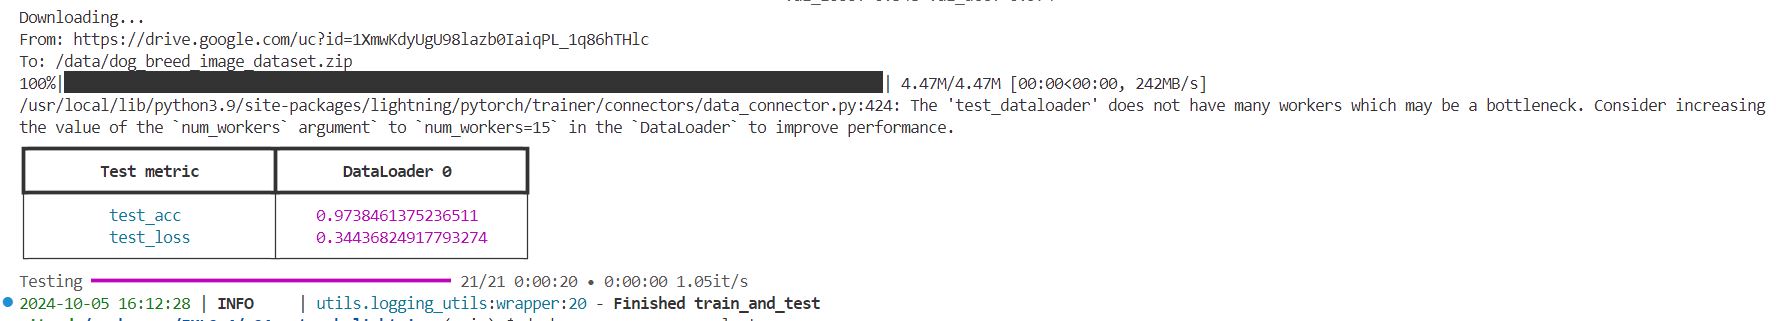 Downloading...
From: https://drive.google.com/uc?id=1XmwKdyUgU98lazb0IaiqPL_1q86hTHlc
To: /data/dog_breed_image_dataset.zip
100%| | 4.47M/4.47M [00:00<00:00, 242MB/s]
/usr/local/lib/python3.9/site-packages/lightning/pytorch/trainer/connectors/data_connector.py:424: The 'test_dataloader' does not have many workers which may be a bottleneck. Consider increasing
the value of the `num_workers` argument` to `num_workers=15` in the `DataLoader` to improve performance.
Test metric DataLoader 0
test_acc 0.9738461375236511
test_loss 0.34436824917793274
Testing 21/21 0:00:20 • 0:00:00 1.05it/s
2024-10-05 16:12:28 | INFO | utils.logging_utils:wrapper:20 - Finished train_and_test